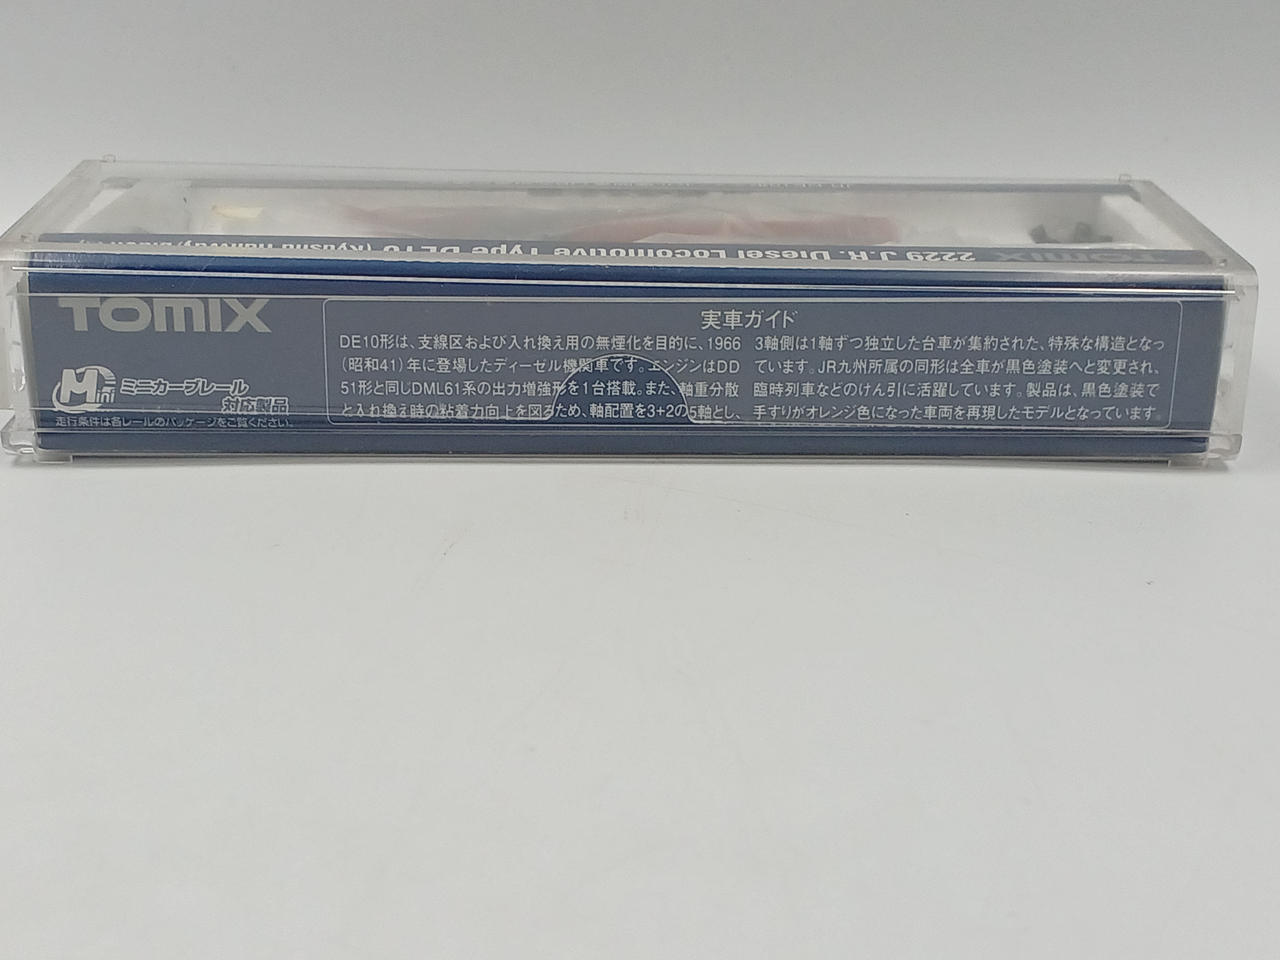 2229 J.R. Diesel Locomotive Type DE10 (Kyushu Railway/Black
TOMIX
TOMIX
Mini
ミニカーブレール
対応製品
走行条件は各レールのパッケージをご覧ください。
実車ガイド
DE10形は、支線区および入れ換え用の無煙化を目的に、1966
(昭和41)年に登場したディーゼル機関車です。エンジンはDD
51形と同じDML61系の出力増強形を1台搭載。また、軸重分散
と入れ換え時の粘着力向上を図るため、軸配置を3+2の5軸とし、
3軸側は1軸ずつ独立した台車が集約された、特殊な構造となっ
ています。JR九州所属の同形は全車が黒色塗装へと変更され、
臨時列車などのけん引に活躍しています。製品は、黒色塗装で
手すりがオレンジ色になった車両を再現したモデルとなっています。